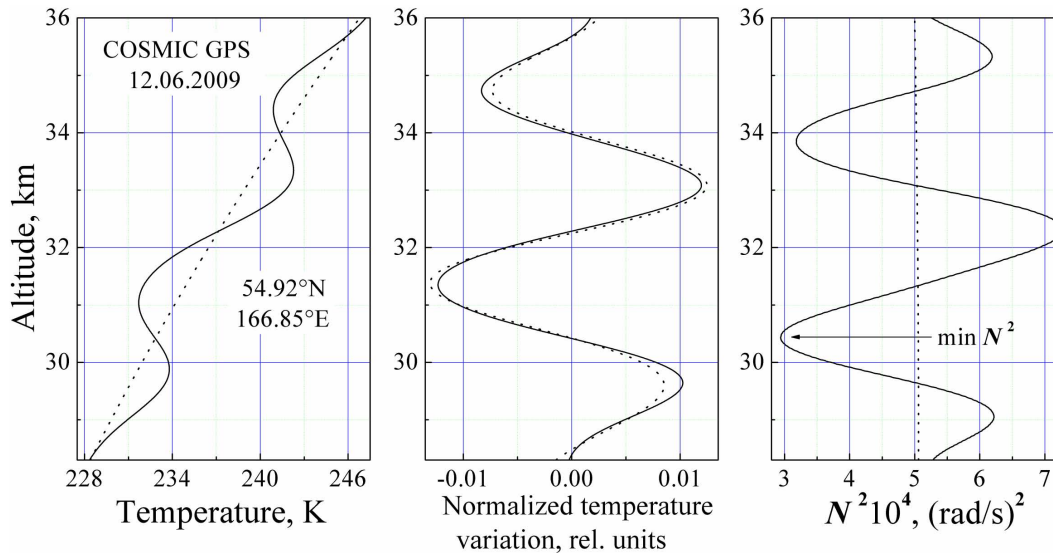 36
34
32
30
Altitude, km
COSMIC GPS
12.06.2009
54.92°N
166.85°E
228
234
240
246
Temperature, K
36
34
32
30
-0.01
0.00
0.01
Normalized temperature
variation, rel. units
36
34
32
30
min N²
3
4
5
6
7
N²10⁴, (rad/s)²